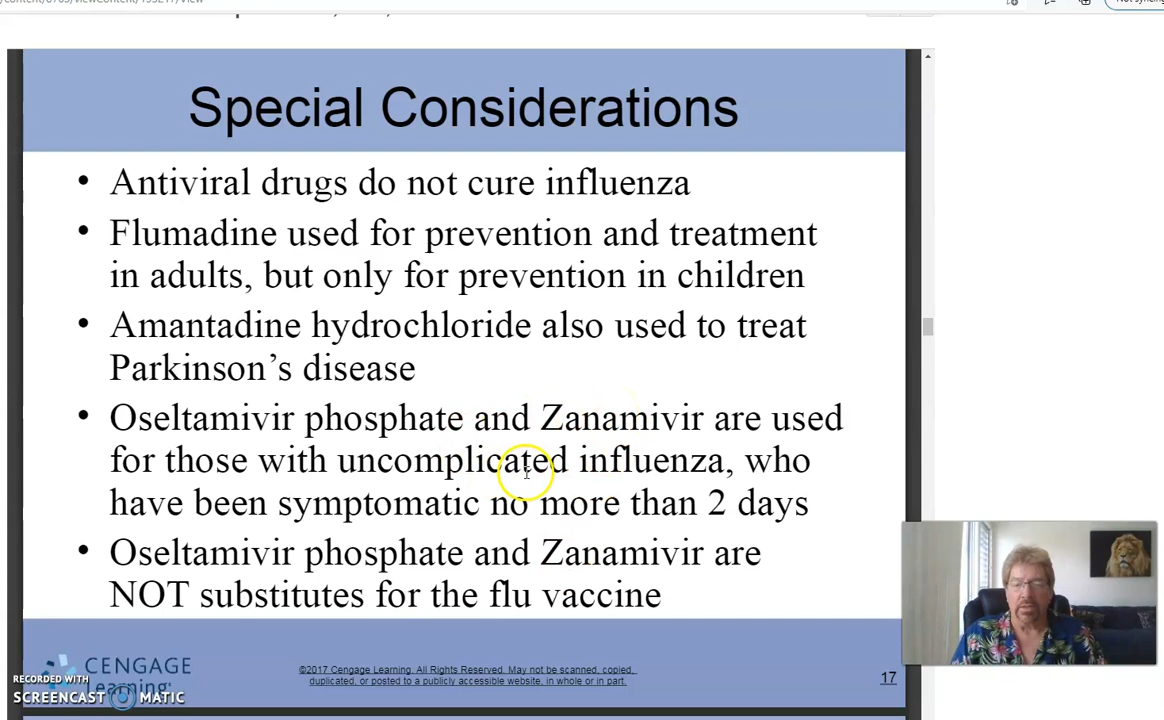 Special Considerations
• Antiviral drugs do not cure influenza
• Flumadine used for prevention and treatment
in adults, but only for prevention in children
• Amantadine hydrochloride also used to treat
Parkinson’s disease
• Oseltamivir phosphate and Zanamivir are used
for those with uncomplicated influenza, who
have been symptomatic no more than 2 days
• Oseltamivir phosphate and Zanamivir are
NOT substitutes for the flu vaccine
CENGAGE
Learning
©2017 Cengage Learning. All Rights Reserved. May not be scanned, copied,
duplicated, or posted to a publicly accessible website, in whole or in part.
17
RECORDED WITH
SCREENCAST MATIC